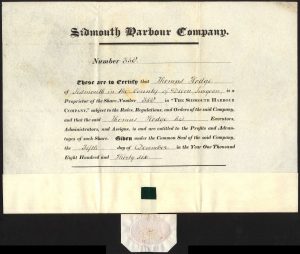 Sidmouth Harbour Company.
Number 550
These are to Certify that Thomas Hodge
of Sidmouth in the County of Devon Surgeon, is a
Proprietor of the Share Number 550 in "THE SIDMOUTH HARBOUR
COMPANY," subject to the Rules, Regulations, and Orders of the said Company,
and that the said Thomas Hodge his Executors,
Administrators, and Assigns, is and are entitled to the Profits and Advan-
tages of such Share. Given under the Common Seal of the said Company,
the Fifth day of December in the Year One Thousand
Eight Hundred and Thirty six.